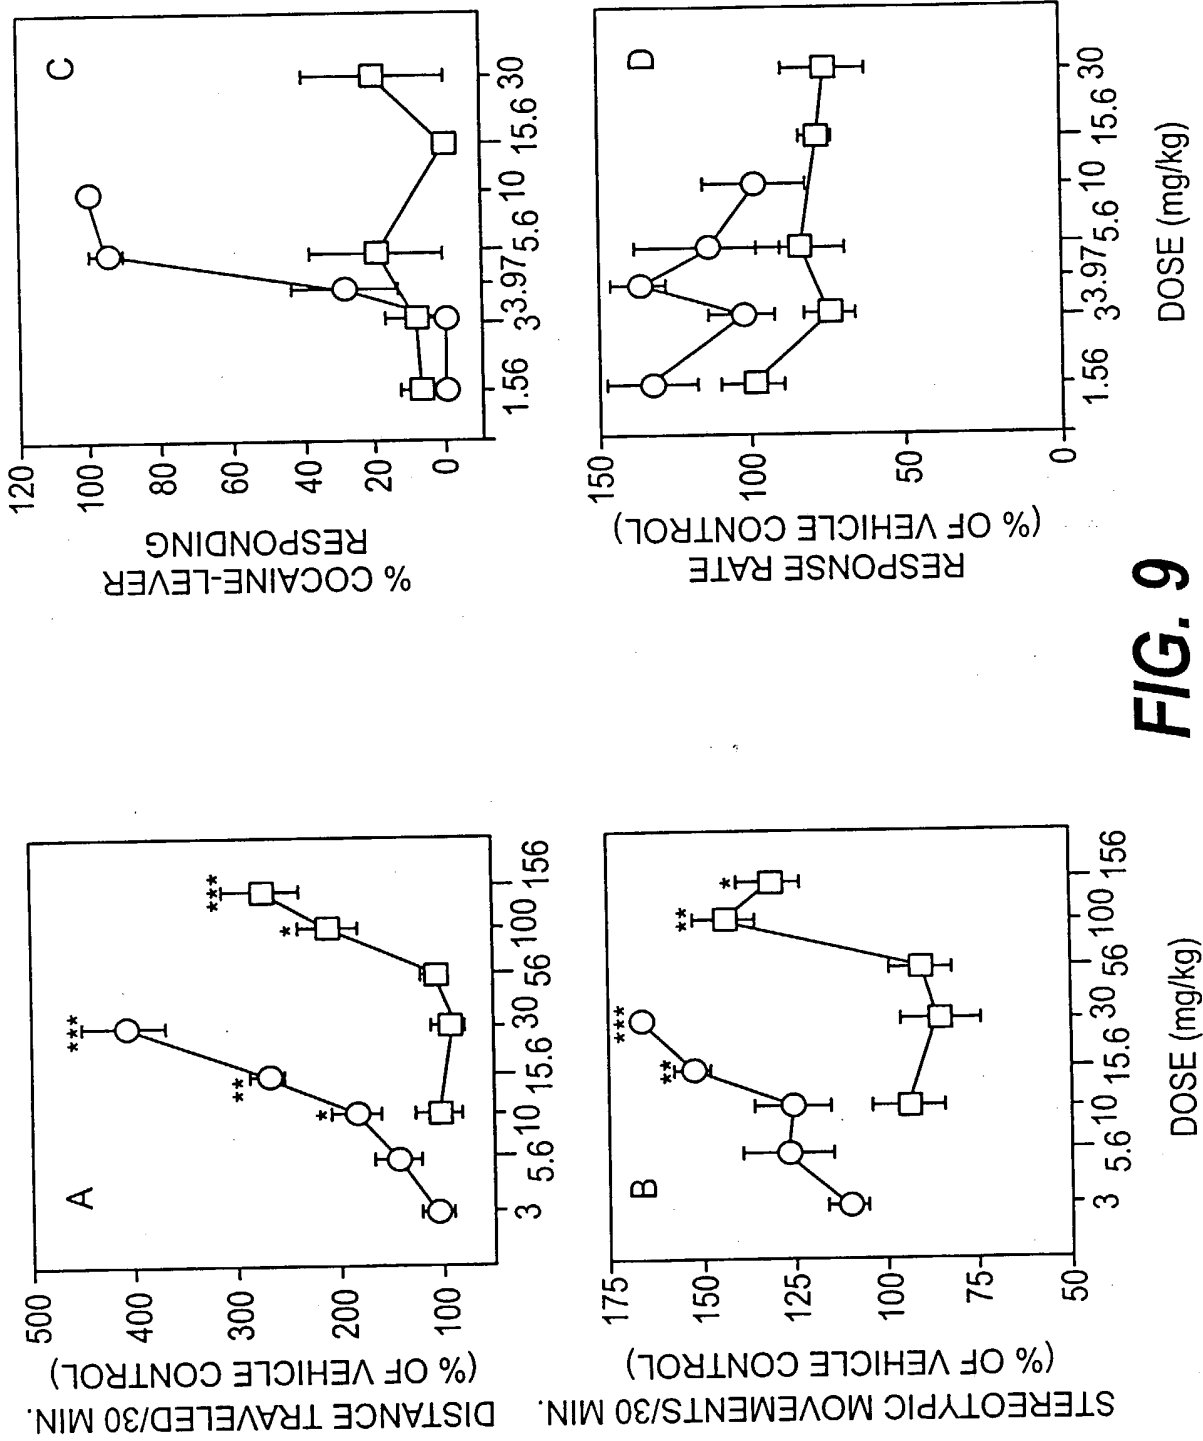 DISTANCE TRAVELED/30 MIN.
(% OF VEHICLE CONTROL)
500
400
300
200
100
A
*
**
***
*
***
3 5.6 10 15.6 30 56 100 156
STEREOTYPIC MOVEMENTS/30 MIN.
(% OF VEHICLE CONTROL)
175
150
125
100
75
50
B
**
***
**
*
3 5.6 10 15.6 30 56 100 156
DOSE (mg/kg)
% COCAINE-LEVER
RESPONDING
120
100
80
60
40
20
0
C
1.56 3 3.97 5.6 10 15.6 30
RESPONSE RATE
(% OF VEHICLE CONTROL)
150
100
50
0
D
1.56 3 3.97 5.6 10 15.6 30
DOSE (mg/kg)
FIG. 9